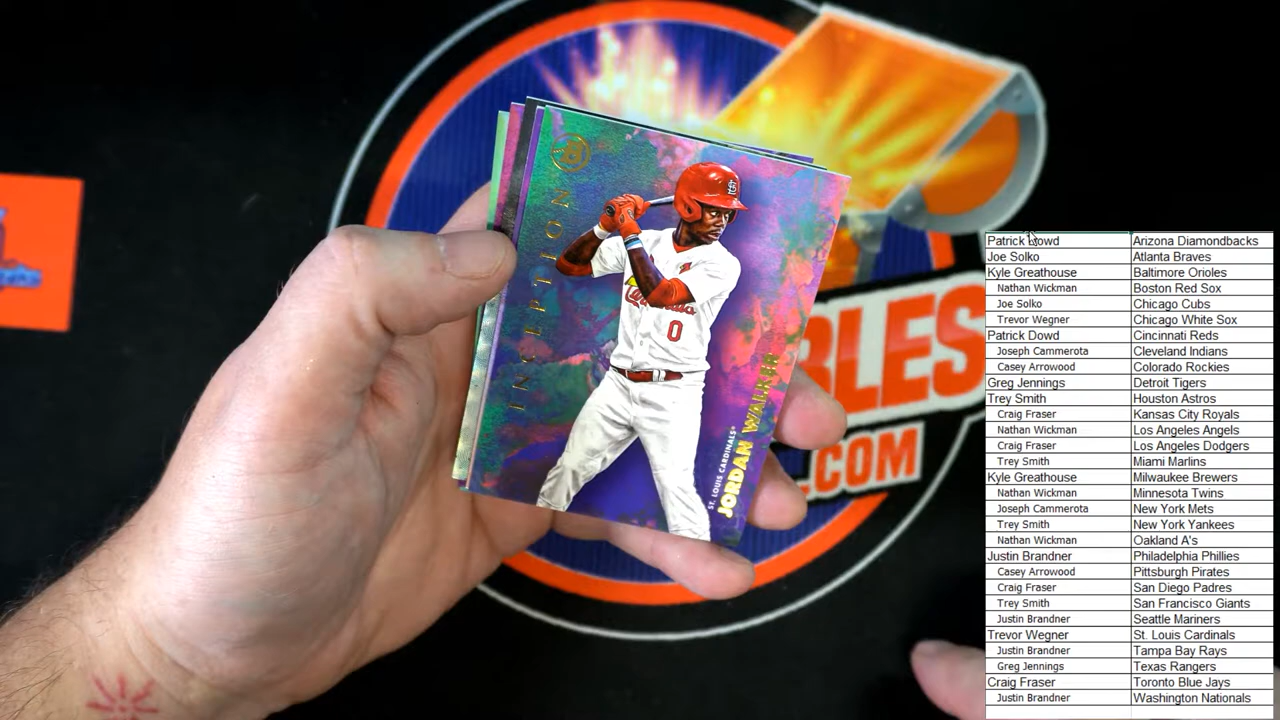 INCEPTION
0
ST. LOUIS CARDINALS
JORDAN WALKER
BLES
.COM
Patrick Dowd Arizona Diamondbacks
Joe Solko Atlanta Braves
Kyle Greathouse Baltimore Orioles
Nathan Wickman Boston Red Sox
Joe Solko Chicago Cubs
Trevor Wegner Chicago White Sox
Patrick Dowd Cincinnati Reds
Joseph Cammerota Cleveland Indians
Casey Arrowood Colorado Rockies
Greg Jennings Detroit Tigers
Trey Smith Houston Astros
Craig Fraser Kansas City Royals
Nathan Wickman Los Angeles Angels
Craig Fraser Los Angeles Dodgers
Trey Smith Miami Marlins
Kyle Greathouse Milwaukee Brewers
Nathan Wickman Minnesota Twins
Joseph Cammerota New York Mets
Trey Smith New York Yankees
Nathan Wickman Oakland A's
Justin Brandner Philadelphia Phillies
Casey Arrowood Pittsburgh Pirates
Craig Fraser San Diego Padres
Trey Smith San Francisco Giants
Justin Brandner Seattle Mariners
Trevor Wegner St. Louis Cardinals
Justin Brandner Tampa Bay Rays
Greg Jennings Texas Rangers
Craig Fraser Toronto Blue Jays
Justin Brandner Washington Nationals